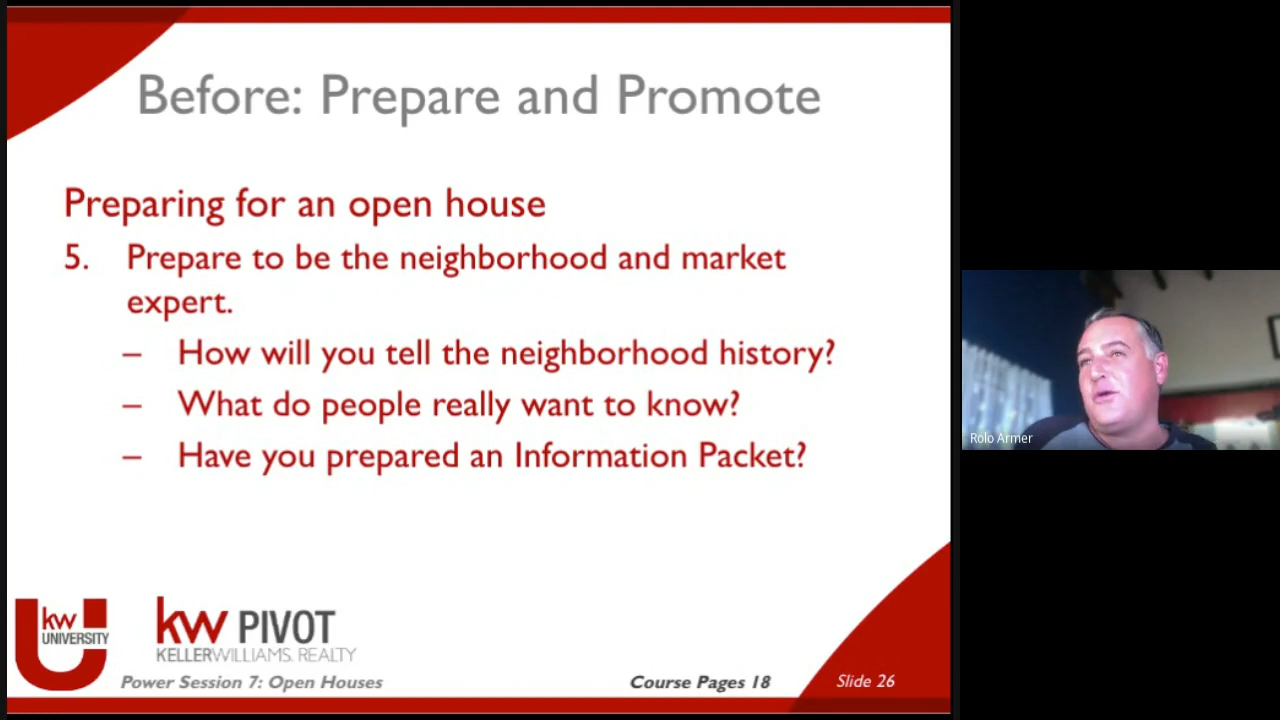 Before: Prepare and Promote
Preparing for an open house
5. Prepare to be the neighborhood and market
expert.
– How will you tell the neighborhood history?
– What do people really want to know?
– Have you prepared an Information Packet?
Rolo Armer
kw
UNIVERSITY
kw PIVOT
KELLERWILLIAMS. REALTY
Power Session 7: Open Houses
Course Pages 18
Slide 26